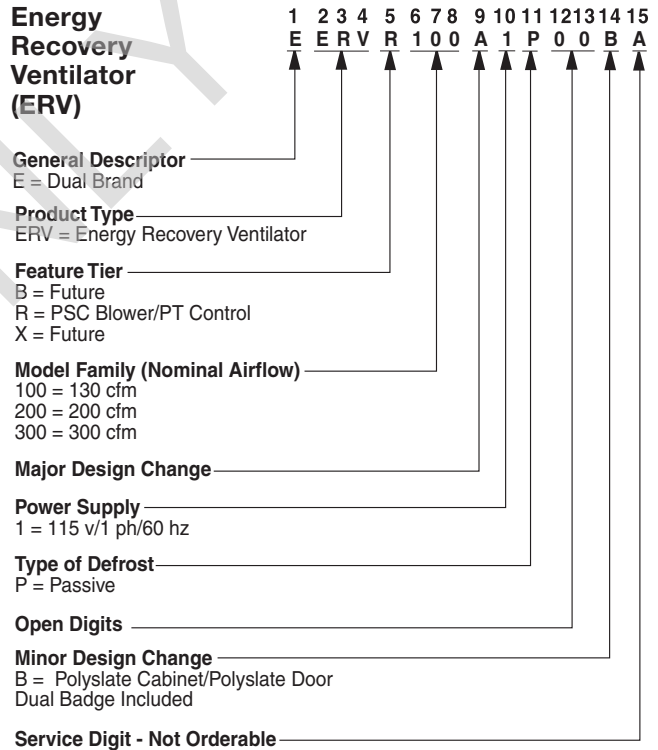 Energy
Recovery
Ventilator
(ERV)
1 2 3 4 5 6 7 8 9 10 11 12 13 14 15
E E R V R 1 0 0 A 1 P 0 0 B A
General Descriptor
E = Dual Brand
Product Type
ERV = Energy Recovery Ventilator
Feature Tier
B = Future
R = PSC Blower/PT Control
X = Future
Model Family (Nominal Airflow)
100 = 130 cfm
200 = 200 cfm
300 = 300 cfm
Major Design Change
Power Supply
1 = 115 v/1 ph/60 hz
Type of Defrost
P = Passive
Open Digits
Minor Design Change
B = Polyslate Cabinet/Polyslate Door
Dual Badge Included
Service Digit - Not Orderable